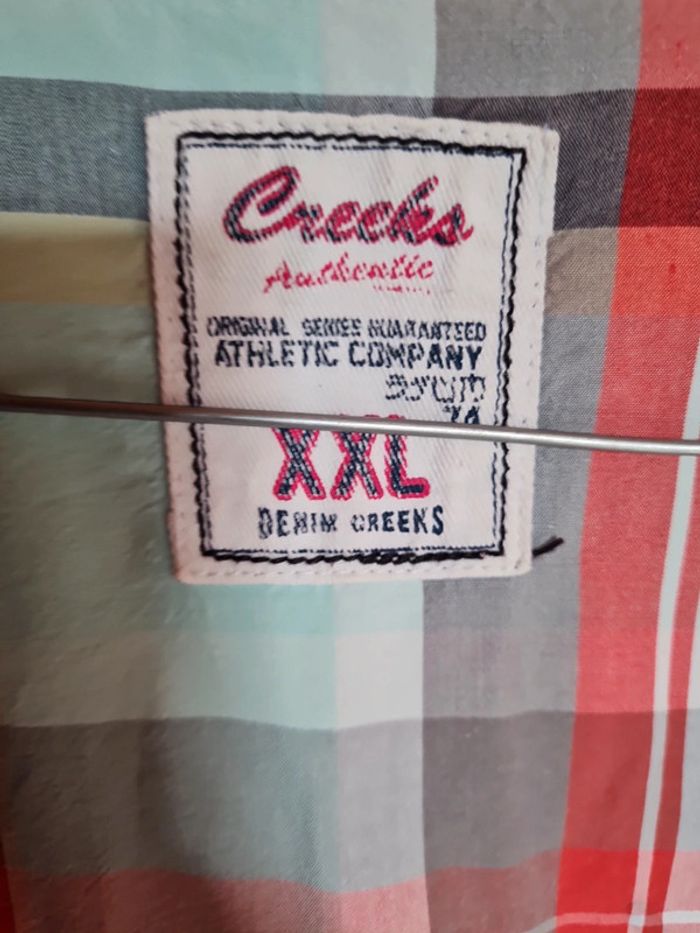 Creeks
Authentic
ORIGINAL SERIES GUARANTEED
ATHLETIC COMPANY
XXL
DENIM CREEKS